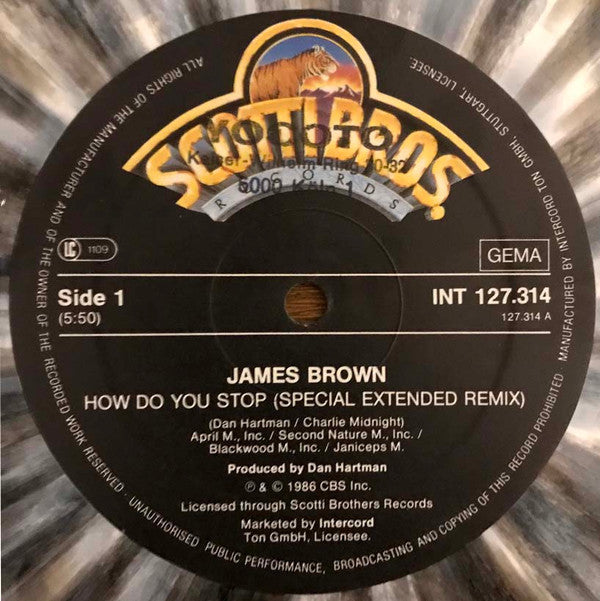 SCOTTI BROS.
RECORDS
Kaiser-Wilhelm-Ring
5000 Köln 1
LC 1109
GEMA
Side 1
(5:50)
INT 127.314
127.314 A
JAMES BROWN
HOW DO YOU STOP (SPECIAL EXTENDED REMIX)
(Dan Hartman / Charlie Midnight)
April M., Inc. / Second Nature M., Inc. /
Blackwood M., Inc. / Janiceps M.
Produced by Dan Hartman
℗ & © 1986 CBS Inc.
Licensed through Scotti Brothers Records
Marketed by Intercord
Ton GmbH, Licensee.
ALL RIGHTS OF THE MANUFACTURER AND OF THE OWNER OF THE RECORDED WORK RESERVED - UNAUTHORISED PUBLIC PERFORMANCE, BROADCASTING AND COPYING OF THIS RECORD PROHIBITED MANUFACTURED BY INTERCORD TON GMBH, STUTTGART, LICENSEE.